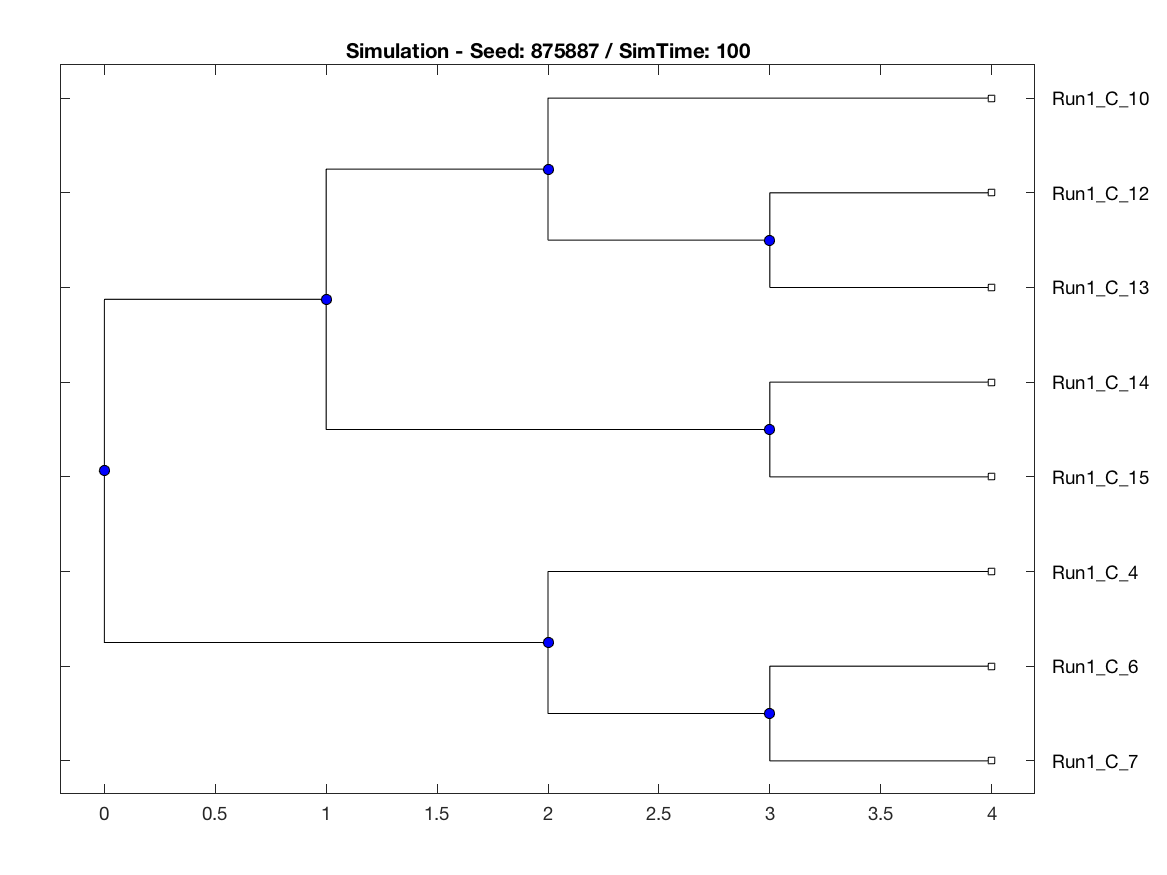 Simulation - Seed: 875887 / SimTime: 100
Run1_C_10
Run1_C_12
Run1_C_13
Run1_C_14
Run1_C_15
Run1_C_4
Run1_C_6
Run1_C_7
0 0.5 1 1.5 2 2.5 3 3.5 4